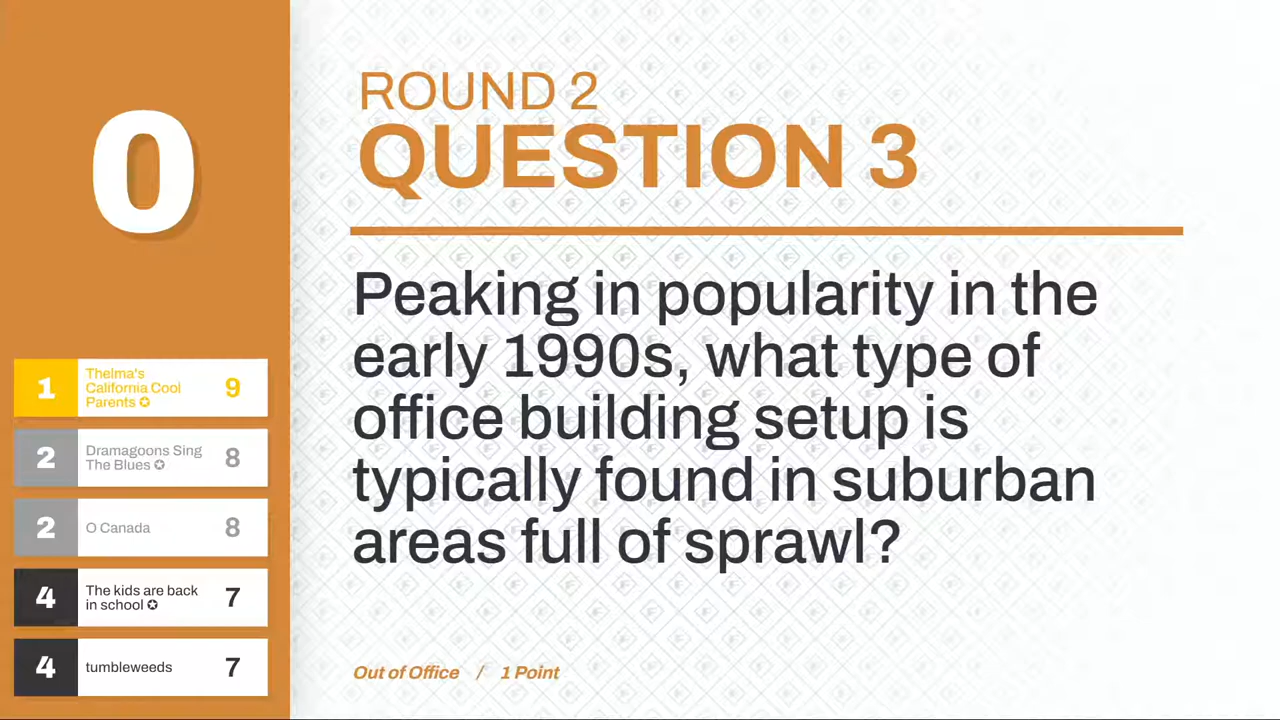 0
1 Thelma's
California Cool
Parents ✪ 9
2 Dramagoons Sing
The Blues ✪ 8
2 O Canada 8
4 The kids are back
in school ✪ 7
4 tumbleweeds 7
ROUND 2
QUESTION 3
Peaking in popularity in the
early 1990s, what type of
office building setup is
typically found in suburban
areas full of sprawl?
Out of Office / 1 Point